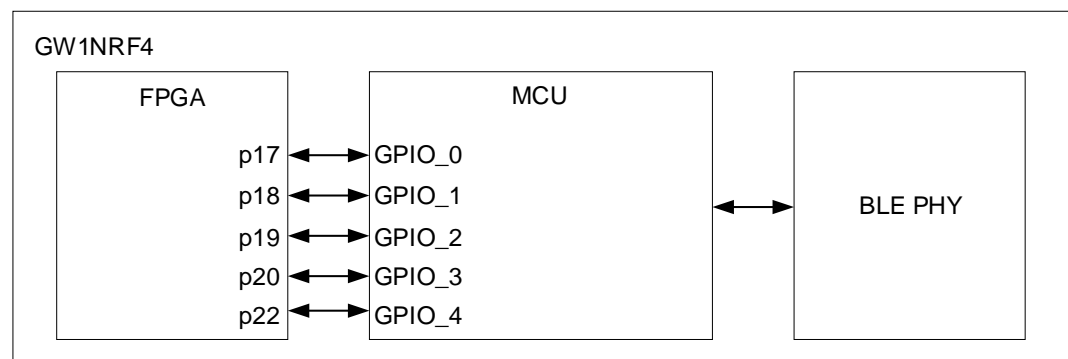 GW1NRF4
FPGA
MCU
p17
GPIO_0
p18
GPIO_1
BLE PHY
p19
GPIO_2
p20
GPIO_3
p22
GPIO_4